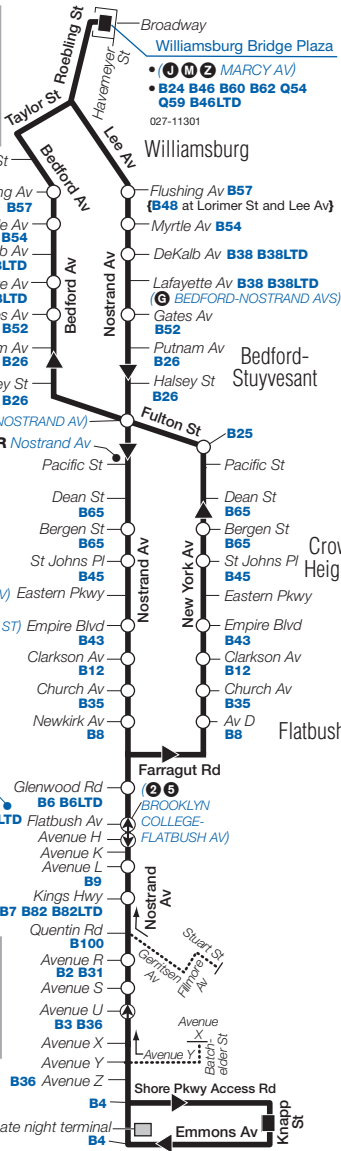 Broadway
Williamsburg Bridge Plaza
• (J M Z MARCY AV)
• B24 B46 B60 B62 Q54
Q59 B46LTD
027-11301
Roebling St
Havemeyer St
Taylor St
Lee Av
Williamsburg
Bedford Av
Flushing Av B57
{B48 at Lorimer St and Lee Av}
B57
Myrtle Av B54
B54
DeKalb Av B38 B38LTD
Lafayette Av B38 B38LTD
(G BEDFORD-NOSTRAND AVS)
Bedford Av
Nostrand Av
Gates Av
B52
B52
Putnam Av
B26
B26
Halsey St
B26
B26
Bedford-
Stuyvesant
NOSTRAND AV)
Fulton St
B25
Nostrand Av
Pacific St
Pacific St
Dean St
B65
Dean St
B65
Bergen St
B65
Bergen St
B65
St Johns Pl
B45
St Johns Pl
B45
Nostrand Av
New York Av
Eastern Pkwy
Eastern Pkwy
ST) Empire Blvd
B43
Empire Blvd
B43
Clarkson Av
B12
Clarkson Av
B12
Church Av
B35
Church Av
B35
Newkirk Av
B8
Av D
B8
Farragut Rd
Glenwood Rd
B6 B6LTD
(2 5
BROOKLYN
COLLEGE-
FLATBUSH AV)
Flatbush Av
Avenue H
Avenue K
Avenue L
B9
Kings Hwy
B7 B82 B82LTD
Nostrand
Av
Quentin Rd
B100
Stuart St
Gerritsen Av
Fillmore Av
Avenue R
B2 B31
Avenue S
Avenue U
B3 B36
Avenue X
Avenue
X
Avenue Y
Avenue Y
Batch-
elder St
B36 Avenue Z
Shore Pkwy Access Rd
B4
Knapp
St
night terminal
Emmons Av
B4